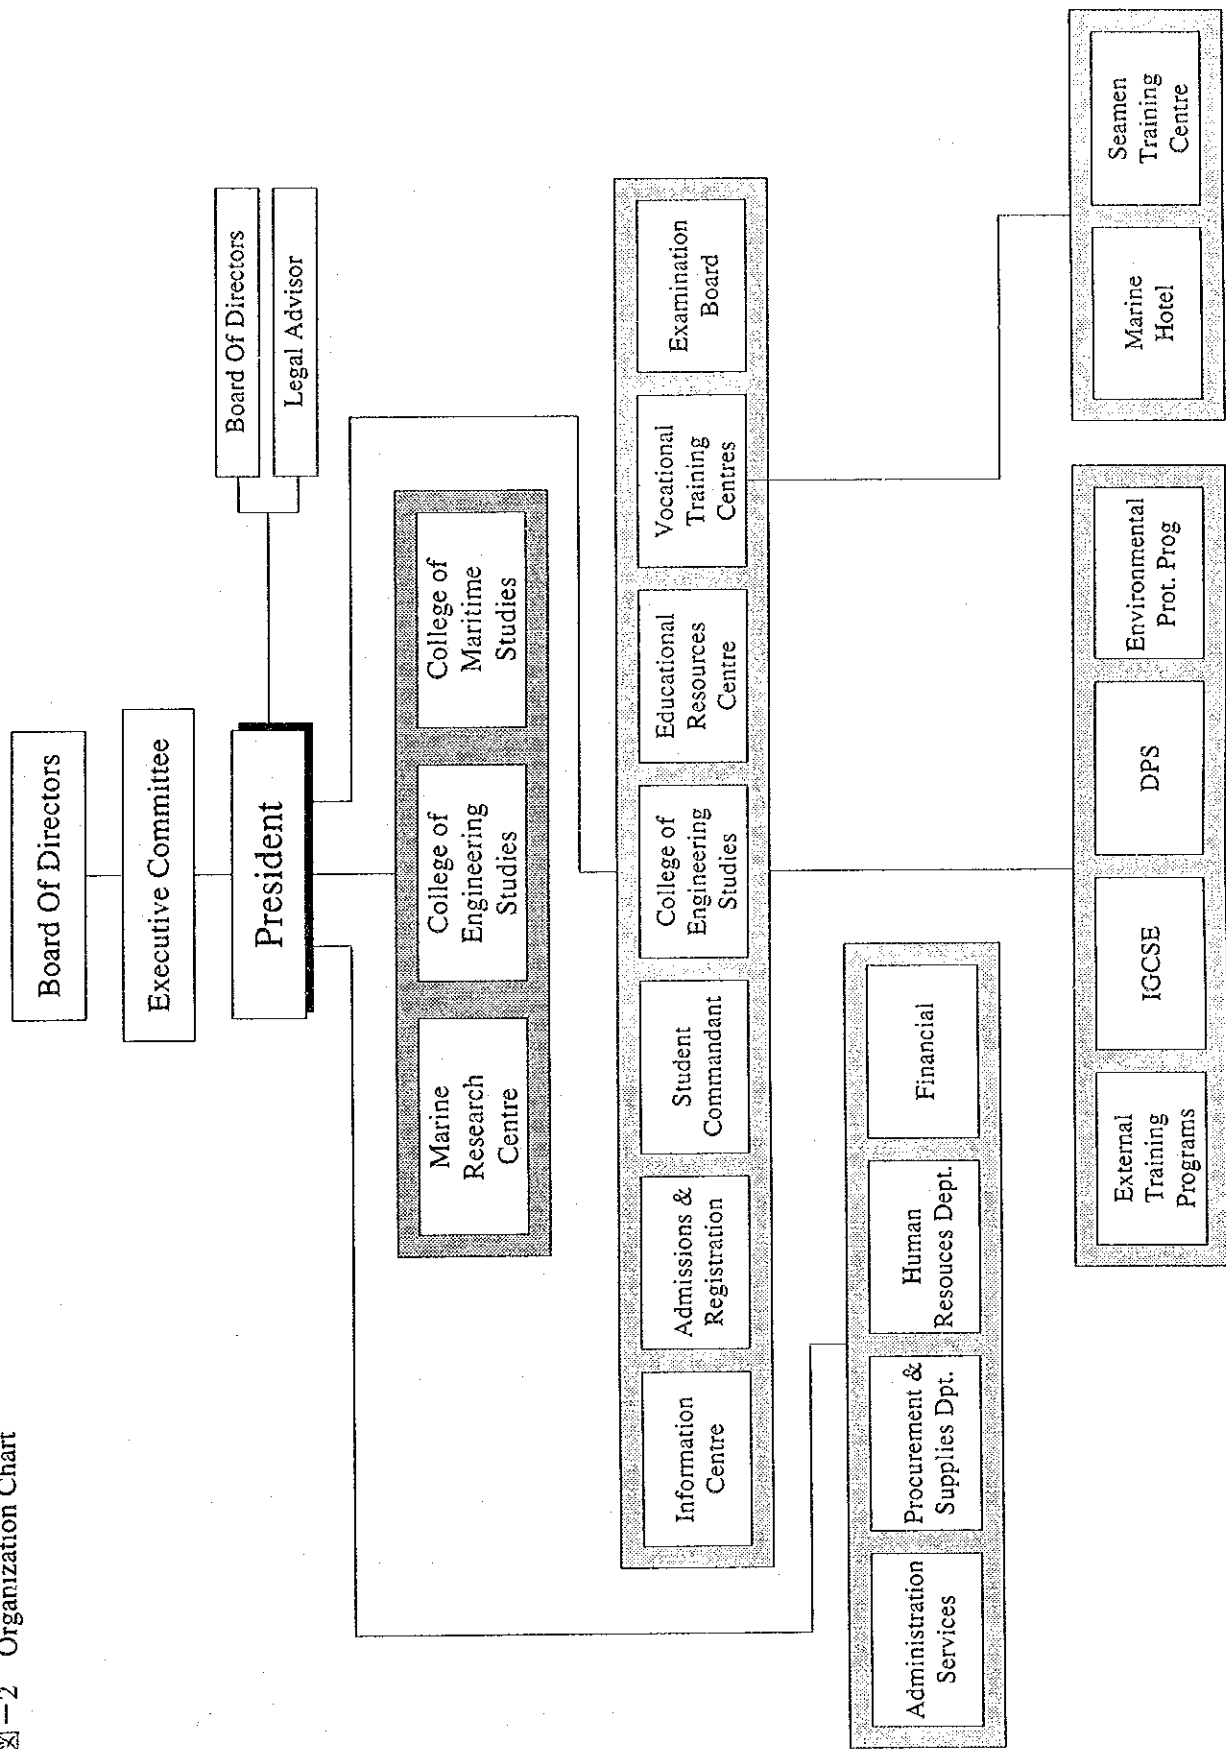 図－2 Organization Chart
Board Of Directors
Executive Committee
President
Board Of Directors
Legal Advisor
Marine
Research
Centre
College of
Engineering
Studies
College of
Maritime
Studies
Information
Centre
Admissions &
Registration
Student
Commandant
College of
Engineering
Studies
Educational
Resources
Centre
Vocational
Training
Centres
Examination
Board
Administration
Services
Procurement &
Supplies Dpt.
Human
Resouces Dept.
Financial
External
Training
Programs
IGCSE
DPS
Environmental
Prot. Prog
Marine
Hotel
Seamen
Training
Centre